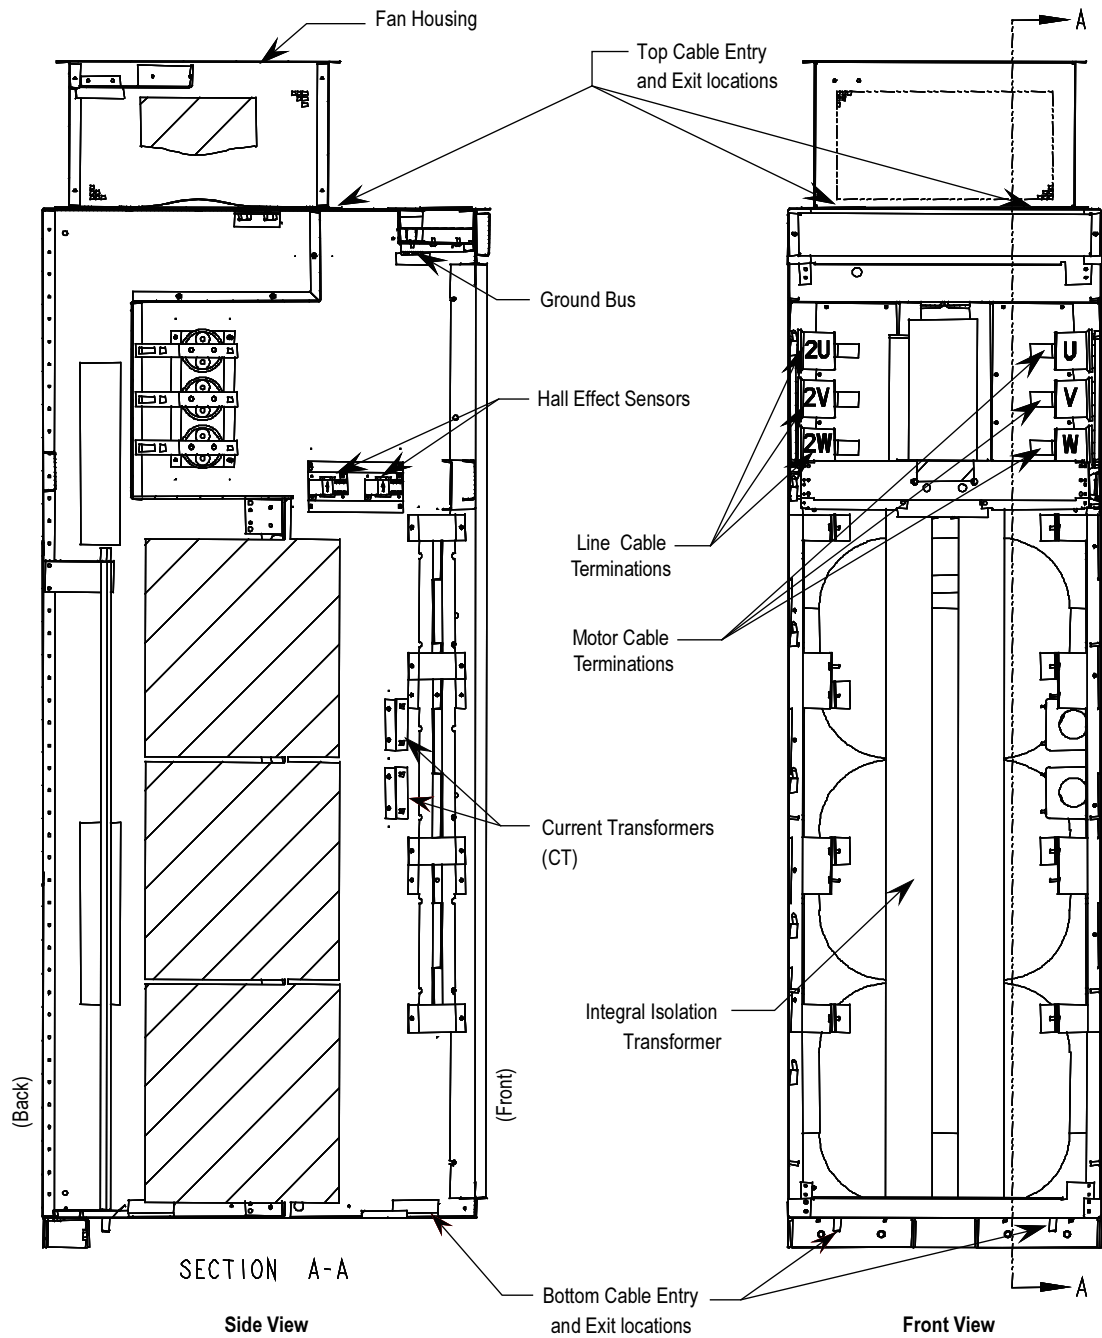 Fan Housing
A
Top Cable Entry
and Exit locations
Ground Bus
2U
U
Hall Effect Sensors
2V
V
2W
W
Line Cable
Terminations
Motor Cable
Terminations
Current Transformers
(CT)
Integral Isolation
Transformer
(Back)
(Front)
SECTION A-A
A
Bottom Cable Entry
and Exit locations
Side View
Front View